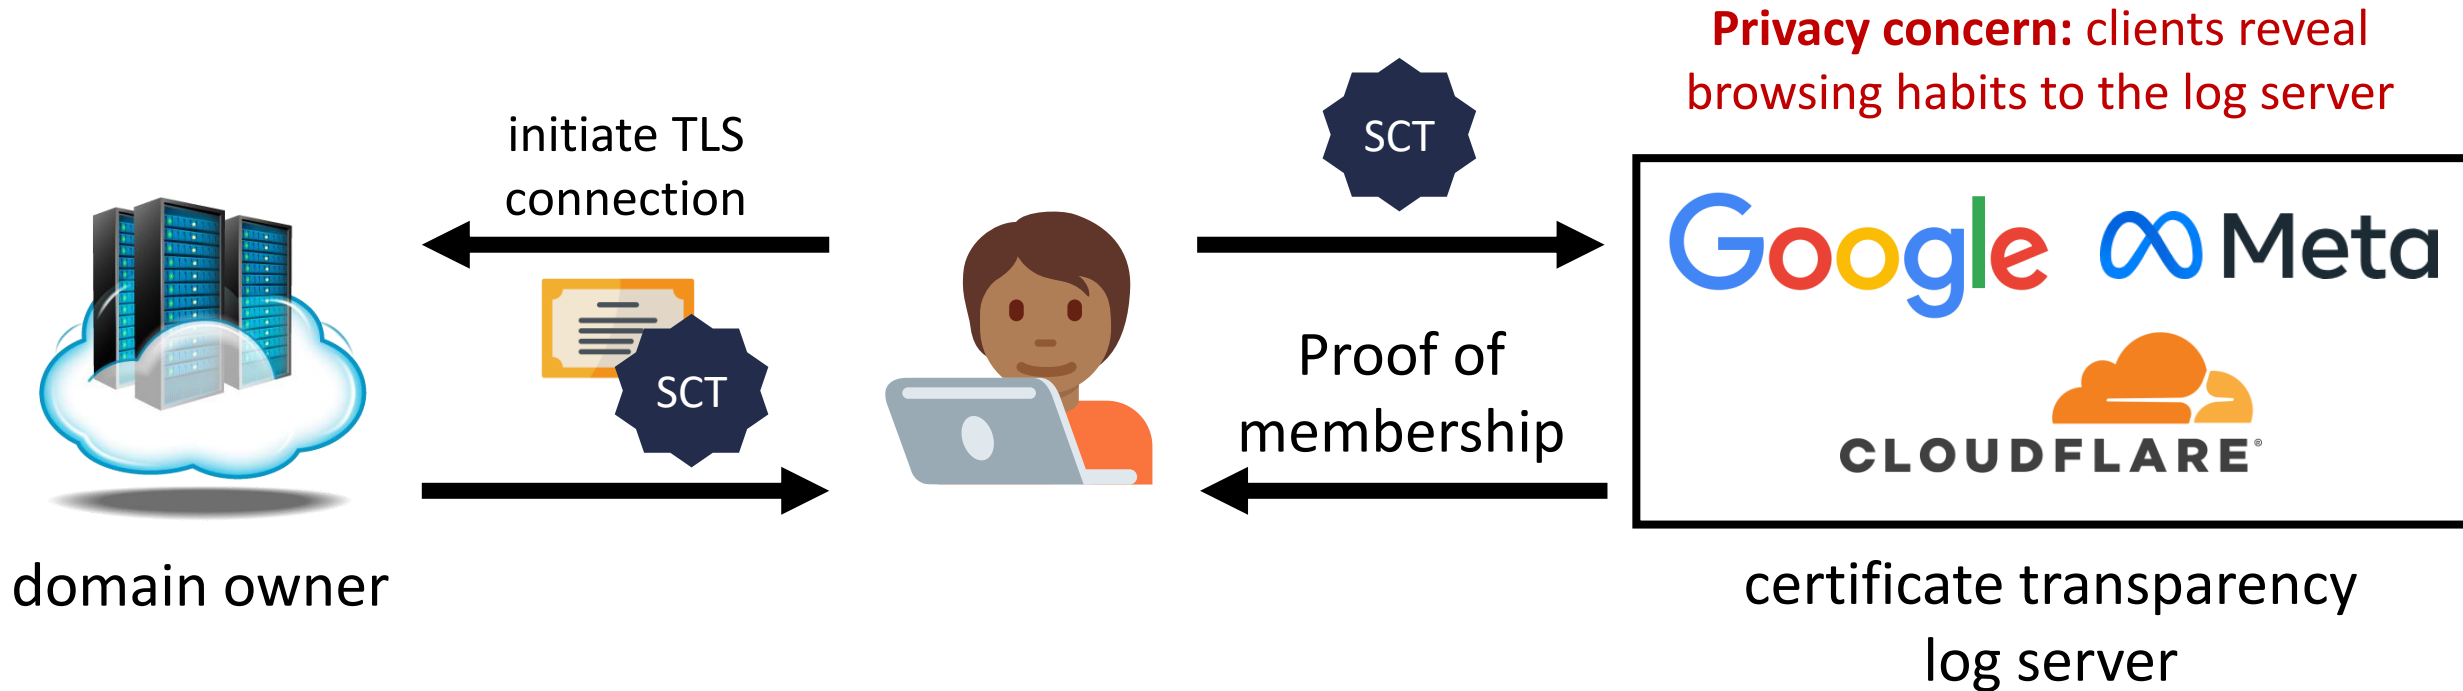 Privacy concern: clients reveal
browsing habits to the log server
initiate TLS
connection
SCT
SCT
Proof of
membership
Google
Meta
CLOUDFLARE®
domain owner
certificate transparency
log server